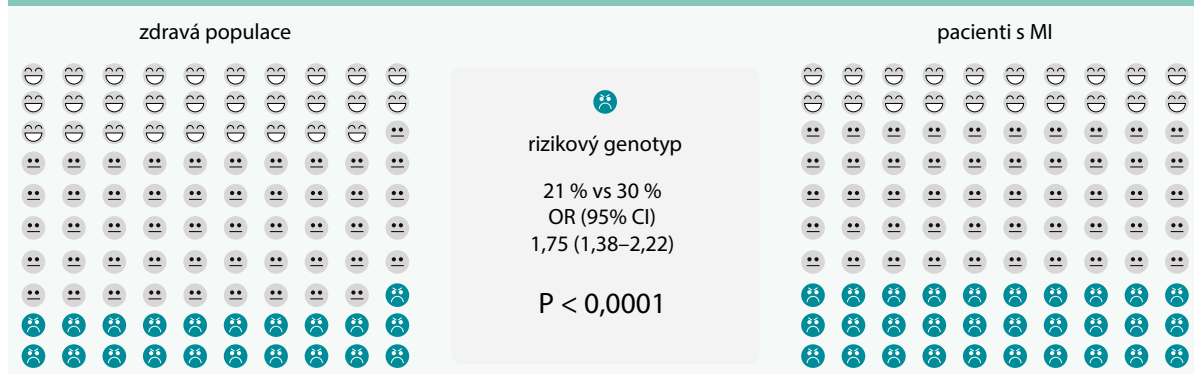 zdravá populace
pacienti s MI
rizikový genotyp
21 % vs 30 %
OR (95% CI)
1,75 (1,38–2,22)
P < 0,0001